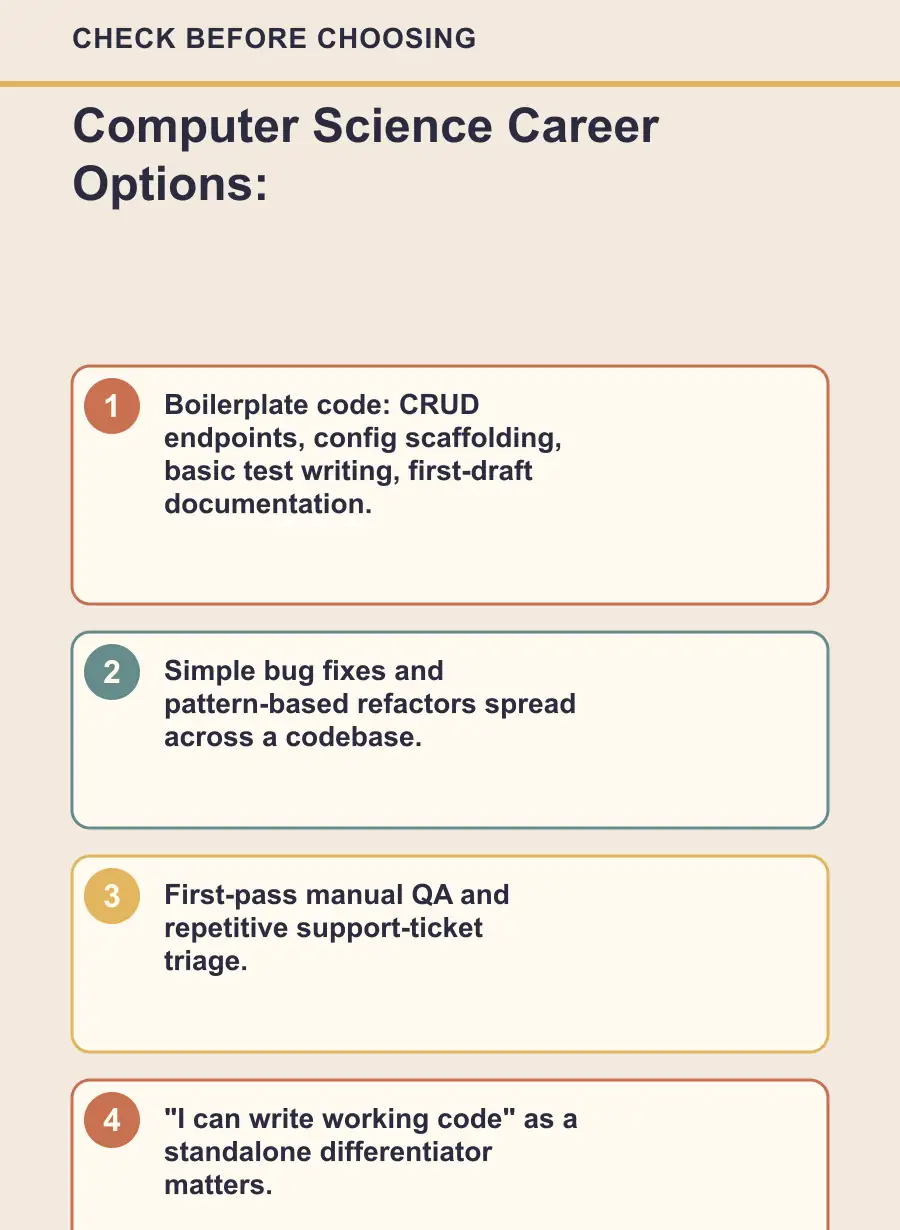 CHECK BEFORE CHOOSING
Computer Science Career
Options:
1
Boilerplate code: CRUD
endpoints, config scaffolding,
basic test writing, first-draft
documentation.
2
Simple bug fixes and
pattern-based refactors spread
across a codebase.
3
First-pass manual QA and
repetitive support-ticket
triage.
4
"I can write working code" as a
standalone differentiator
matters.